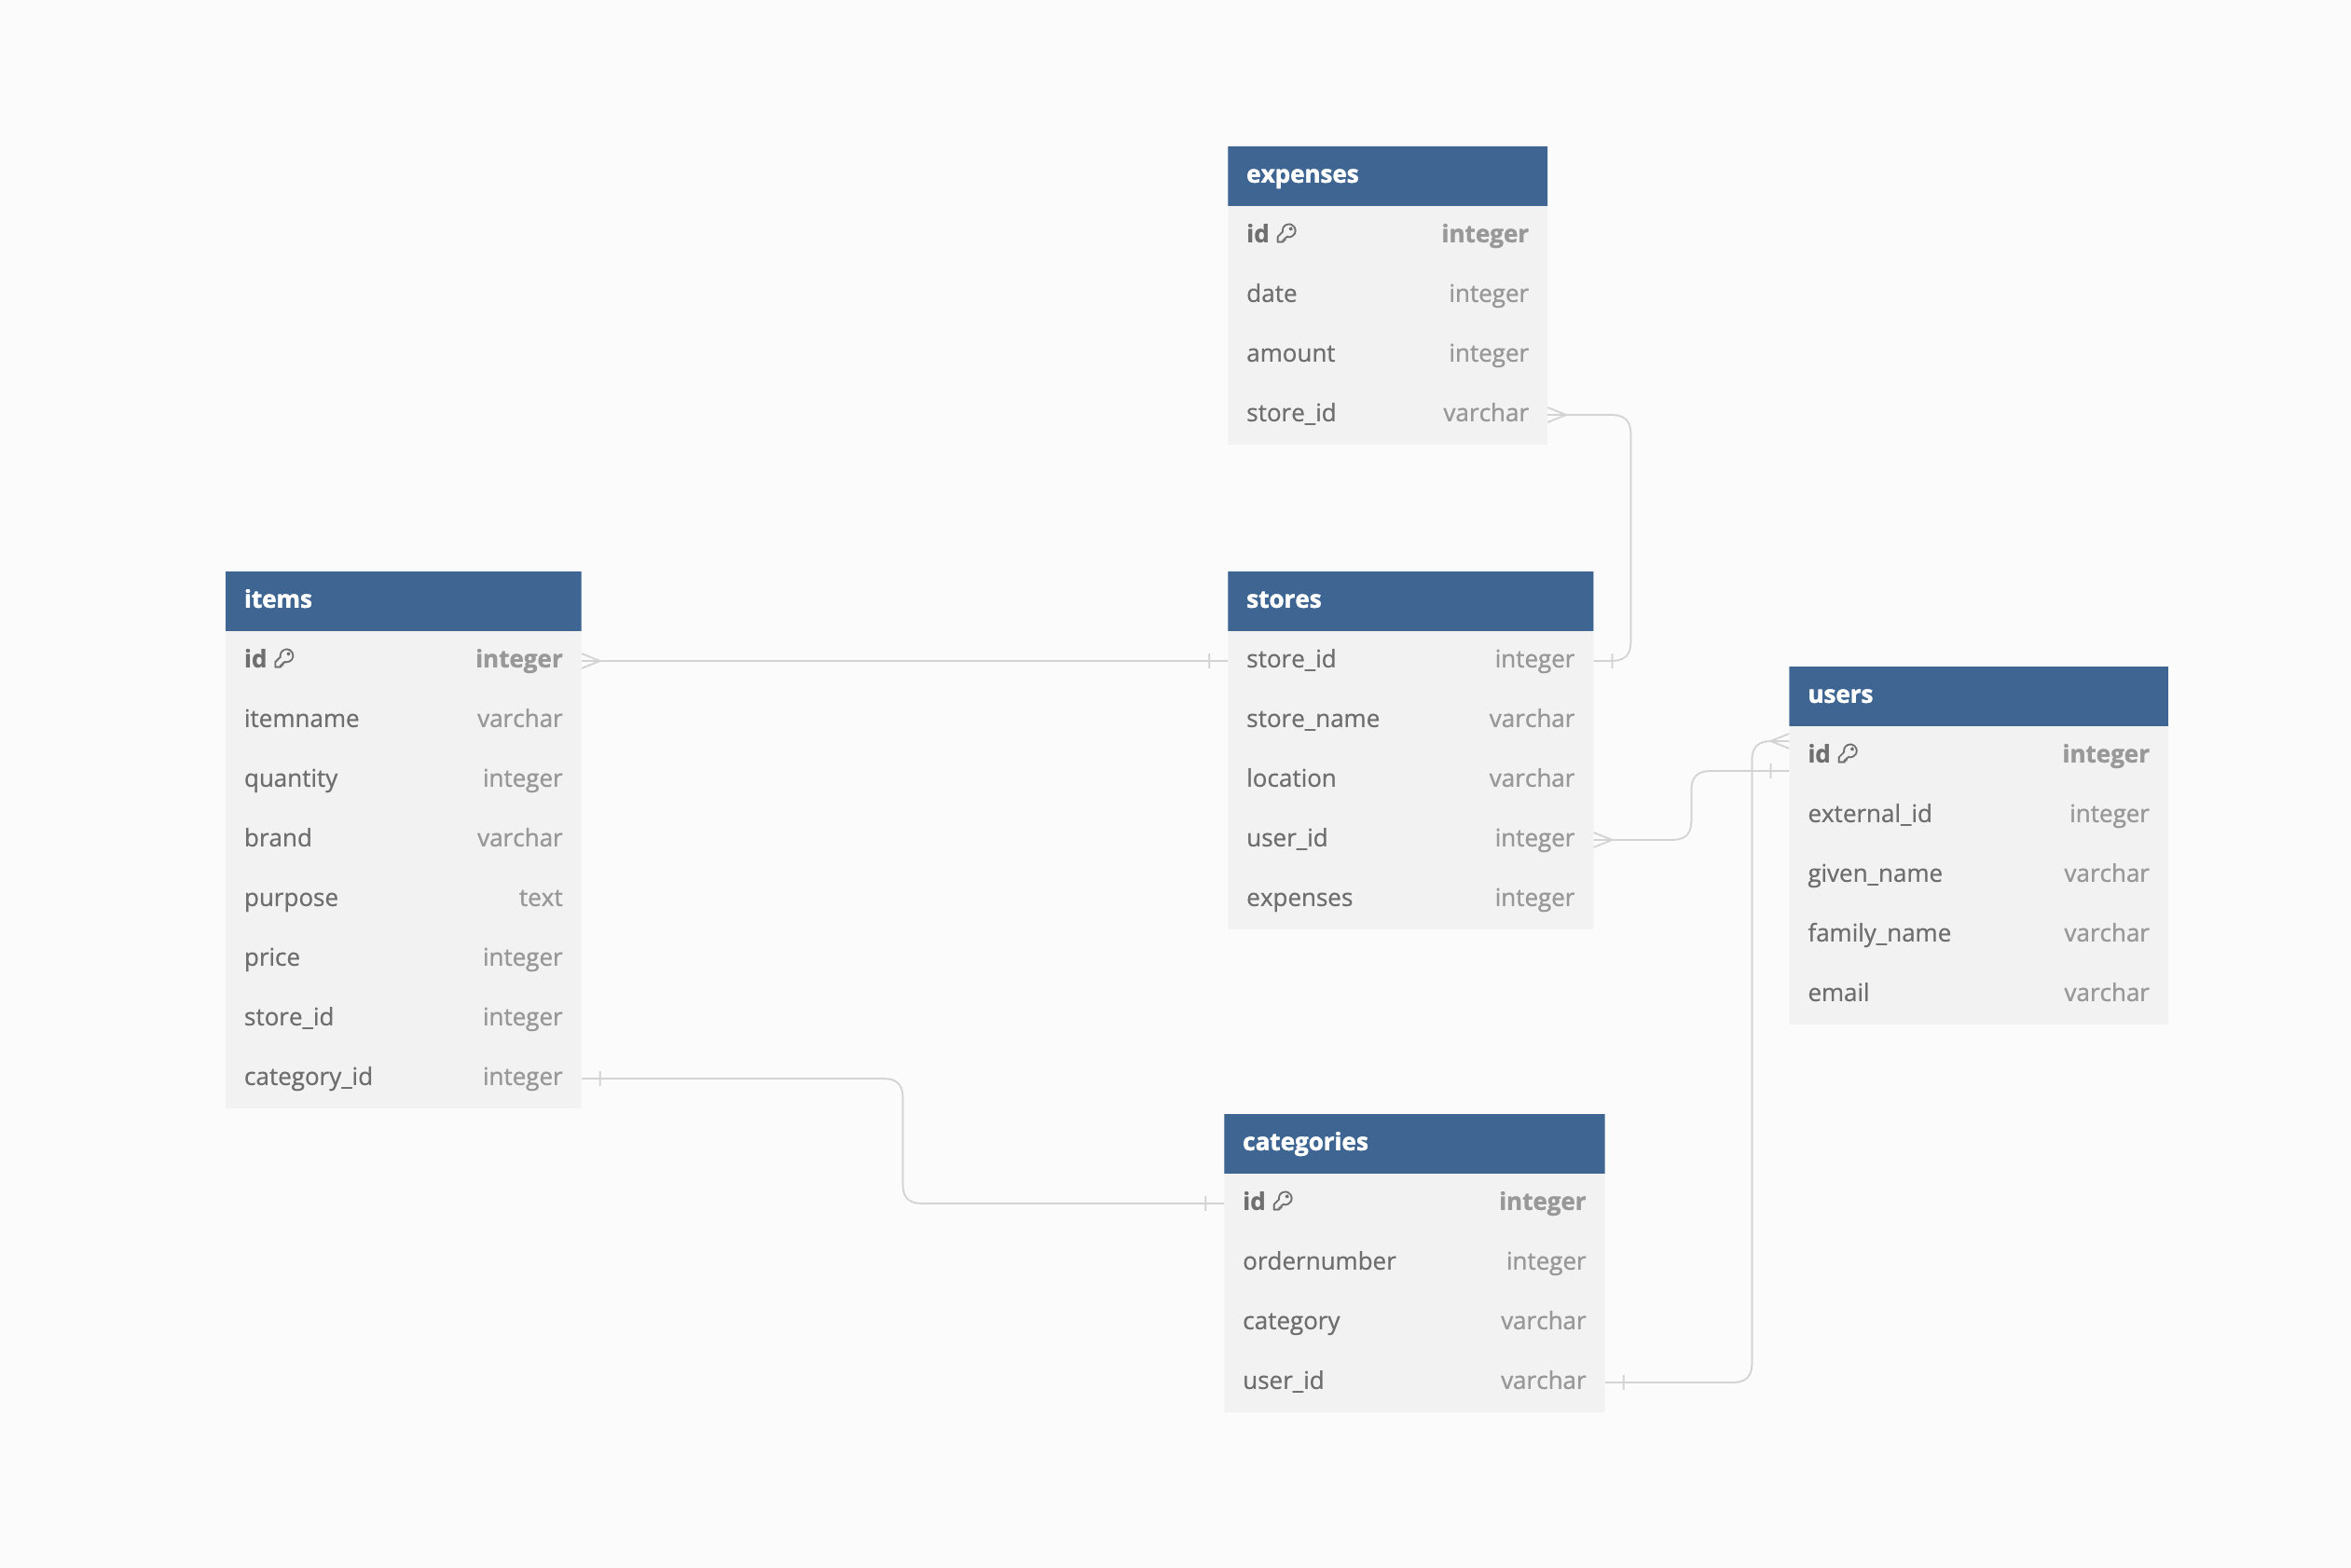 expenses
id integer
date integer
amount integer
store_id varchar
items
id integer
itemname varchar
quantity integer
brand varchar
purpose text
price integer
store_id integer
category_id integer
stores
store_id integer
store_name varchar
location varchar
user_id integer
expenses integer
users
id integer
external_id integer
given_name varchar
family_name varchar
email varchar
categories
id integer
ordernumber integer
category varchar
user_id varchar